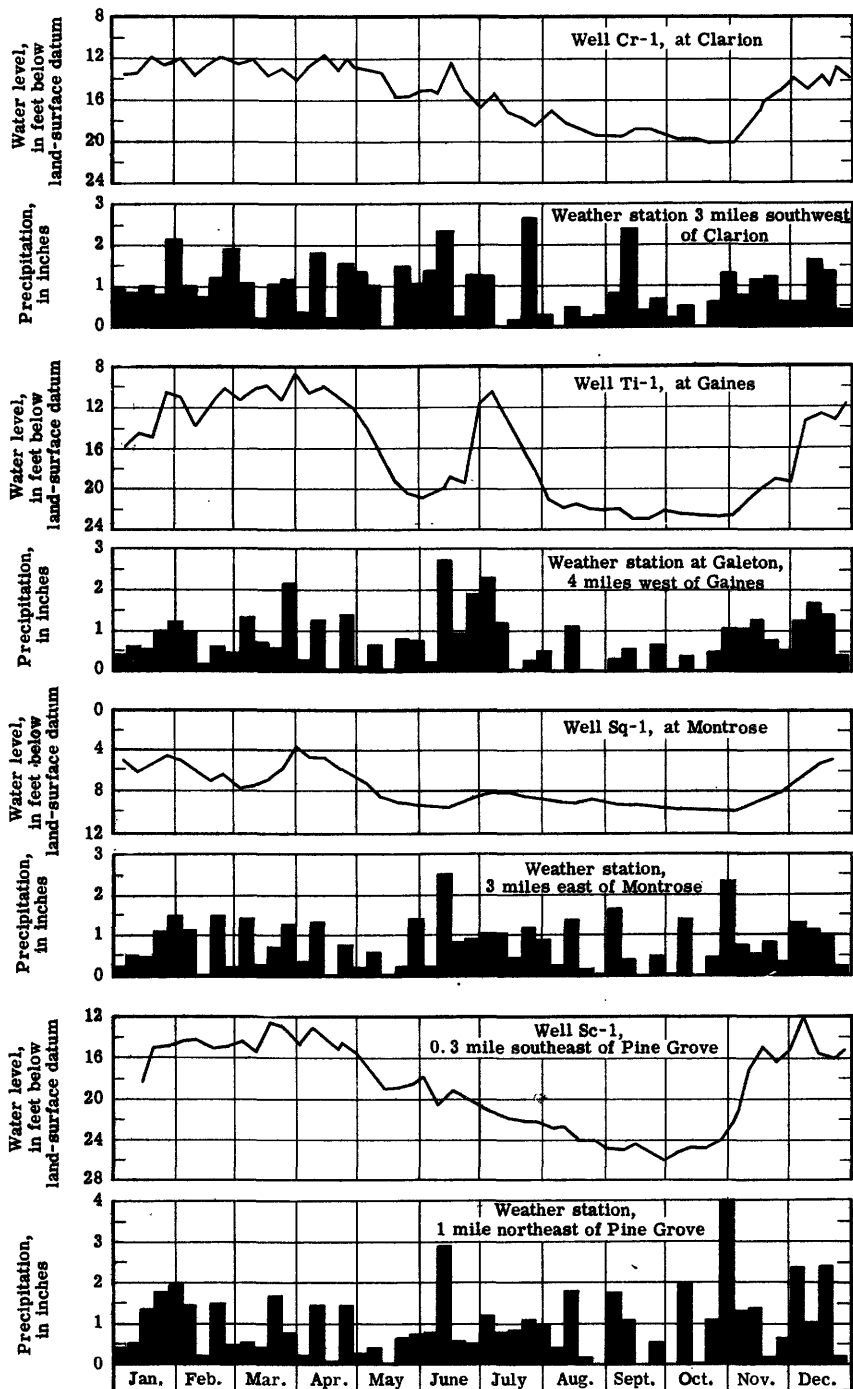 Water level,
in feet below
land-surface datum
8
12
16
20
24
Well Cr-1, at Clarion
Precipitation,
in inches
3
2
1
0
Weather station 3 miles southwest
of Clarion
Water level,
in feet below
land-surface datum
8
12
16
20
24
Well Ti-1, at Gaines
Precipitation,
in inches
3
2
1
0
Weather station at Galeton,
4 miles west of Gaines
Water level,
in feet below
land-surface datum
0
4
8
12
Well Sq-1, at Montrose
Precipitation,
in inches
3
2
1
0
Weather station,
3 miles east of Montrose
Water level,
in feet below
land-surface datum
12
16
20
24
28
Well Sc-1,
0.3 mile southeast of Pine Grove
Precipitation,
in inches
4
3
2
1
0
Weather station,
1 mile northeast of Pine Grove
Jan. Feb. Mar. Apr. May June July Aug. Sept. Oct. Nov. Dec.